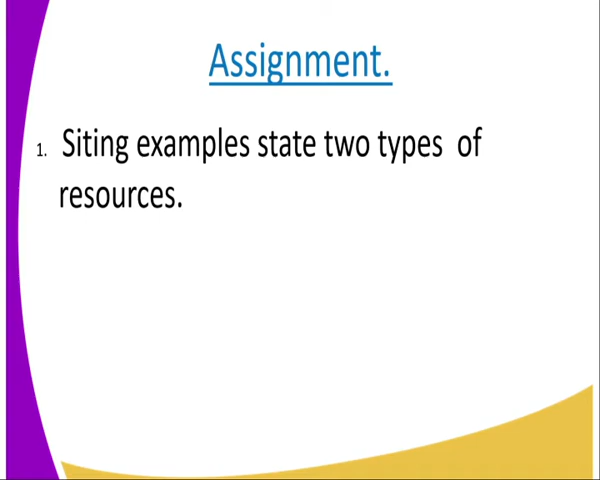 Assignment.
1. Siting examples state two types of
resources.